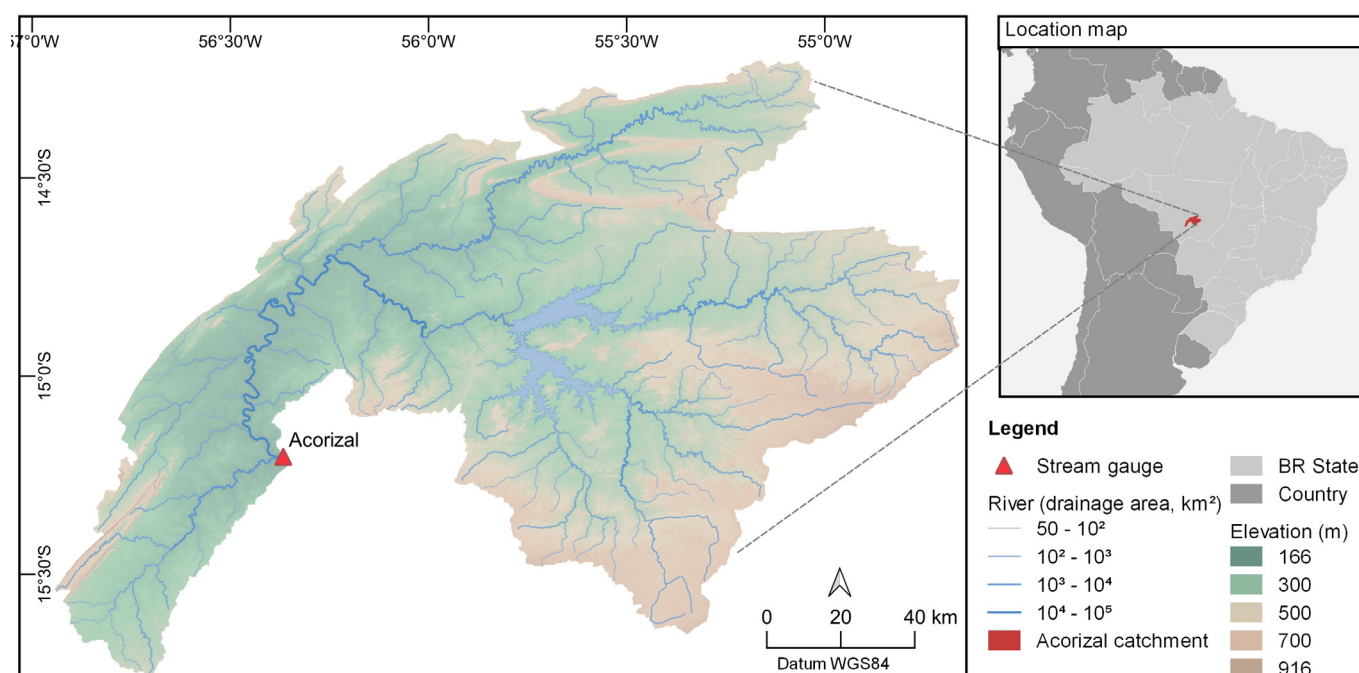 57°0'W 56°30'W 56°0'W 55°30'W 55°0'W
14°30'S
15°0'S
15°30'S
Acorizal
0 20 40 km
Datum WGS84
Location map
Legend
Stream gauge
River (drainage area, km²)
50 - 10²
10² - 10³
10³ - 10⁴
10⁴ - 10⁵
Acorizal catchment
BR State
Country
Elevation (m)
166
300
500
700
916